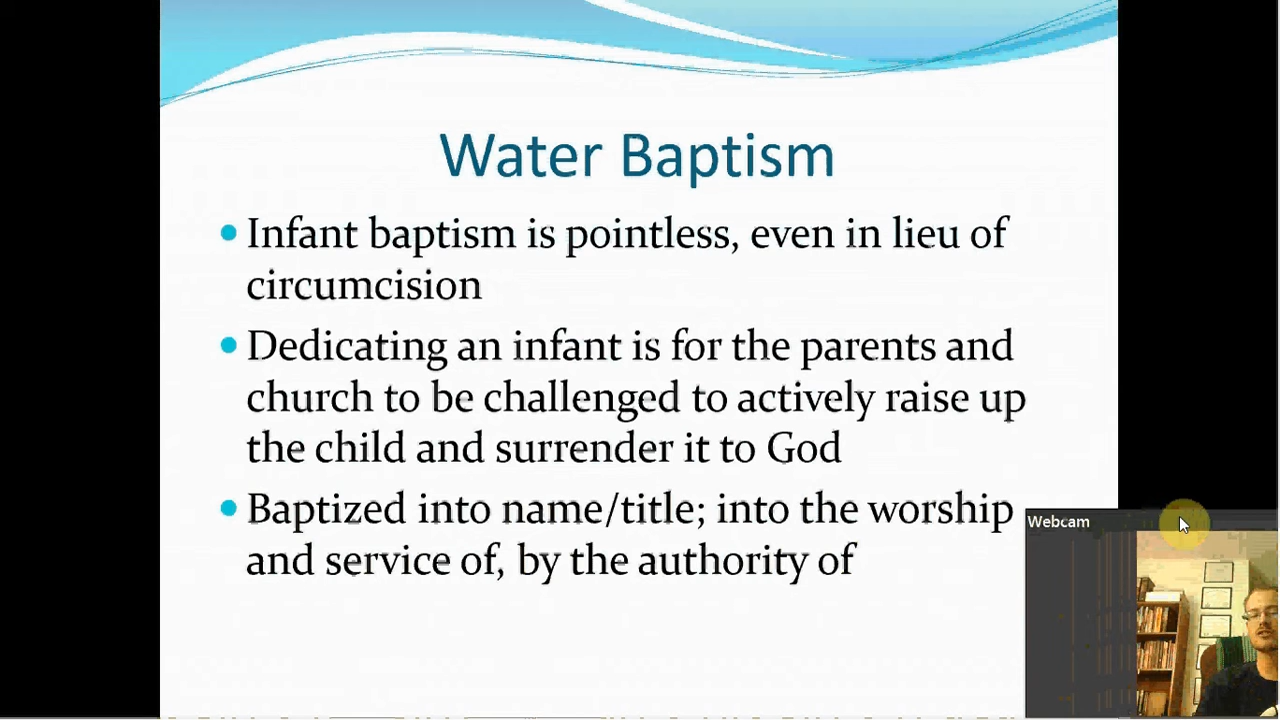 Water Baptism
Infant baptism is pointless, even in lieu of
circumcision
Dedicating an infant is for the parents and
church to be challenged to actively raise up
the child and surrender it to God
Baptized into name/title; into the worship
and service of, by the authority of
Webcam